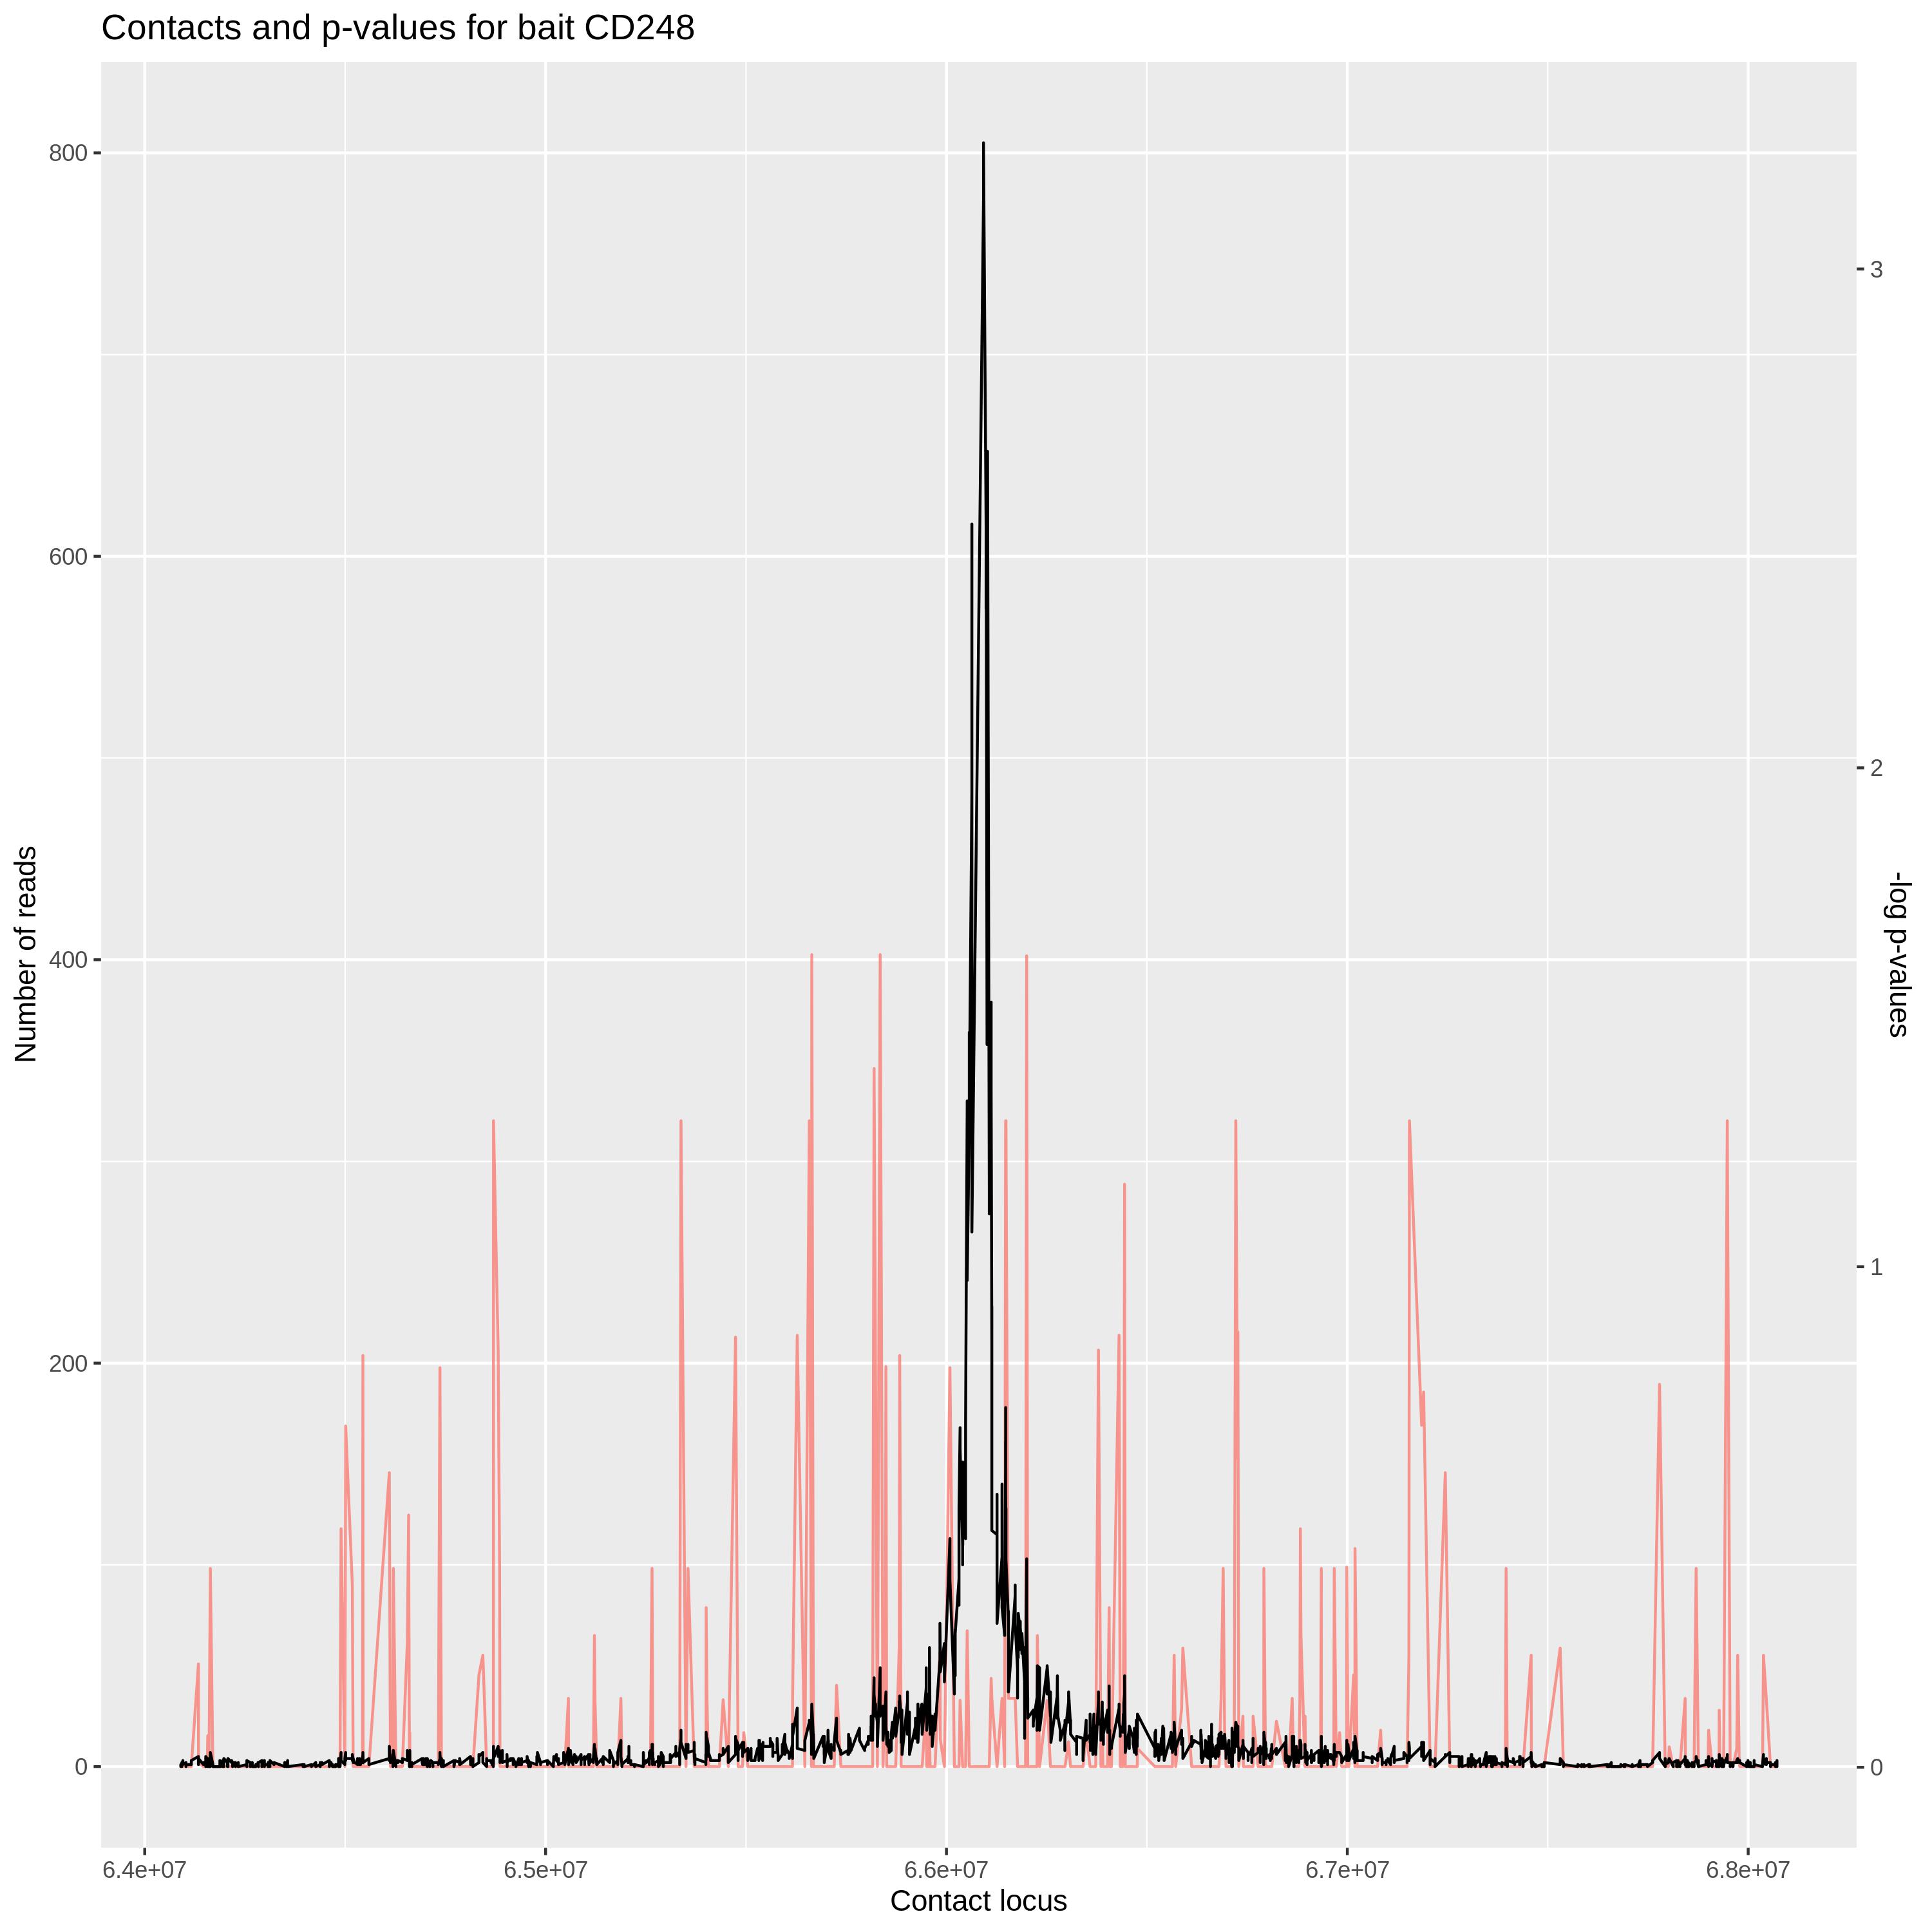 Contacts and p-values for bait CD248
800
600
400
200
0
Number of reads
3
2
1
0
-log p-values
6.4e+07 6.5e+07 6.6e+07 6.7e+07 6.8e+07
Contact locus